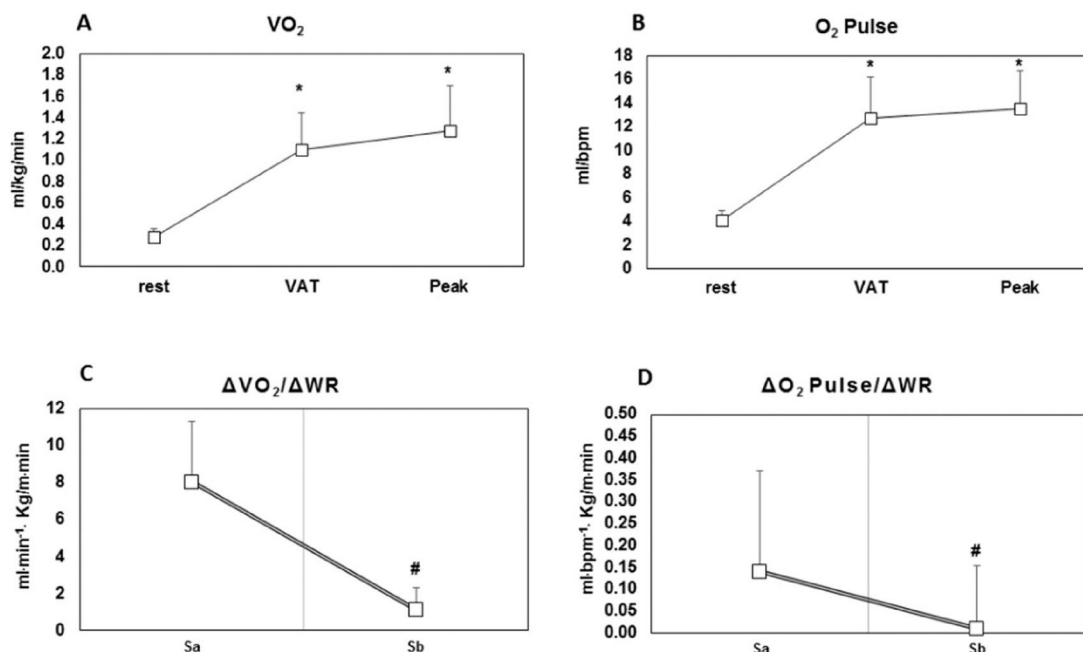 A
VO₂
2.0
1.8
1.6
1.4
1.2
1.0
0.8
0.6
0.4
0.2
0.0
ml/kg/min
*
*
rest VAT Peak
B
O₂ Pulse
18
16
14
12
10
8
6
4
2
0
ml/bpm
*
*
rest VAT Peak
C
ΔVO₂/ΔWR
12
10
8
6
4
2
0
ml·min⁻¹· Kg/m·min
#
Sa Sb
D
ΔO₂ Pulse/ΔWR
0.50
0.45
0.40
0.35
0.30
0.25
0.20
0.15
0.10
0.05
0.00
ml·bpm⁻¹· Kg/m·min
#
Sa Sb